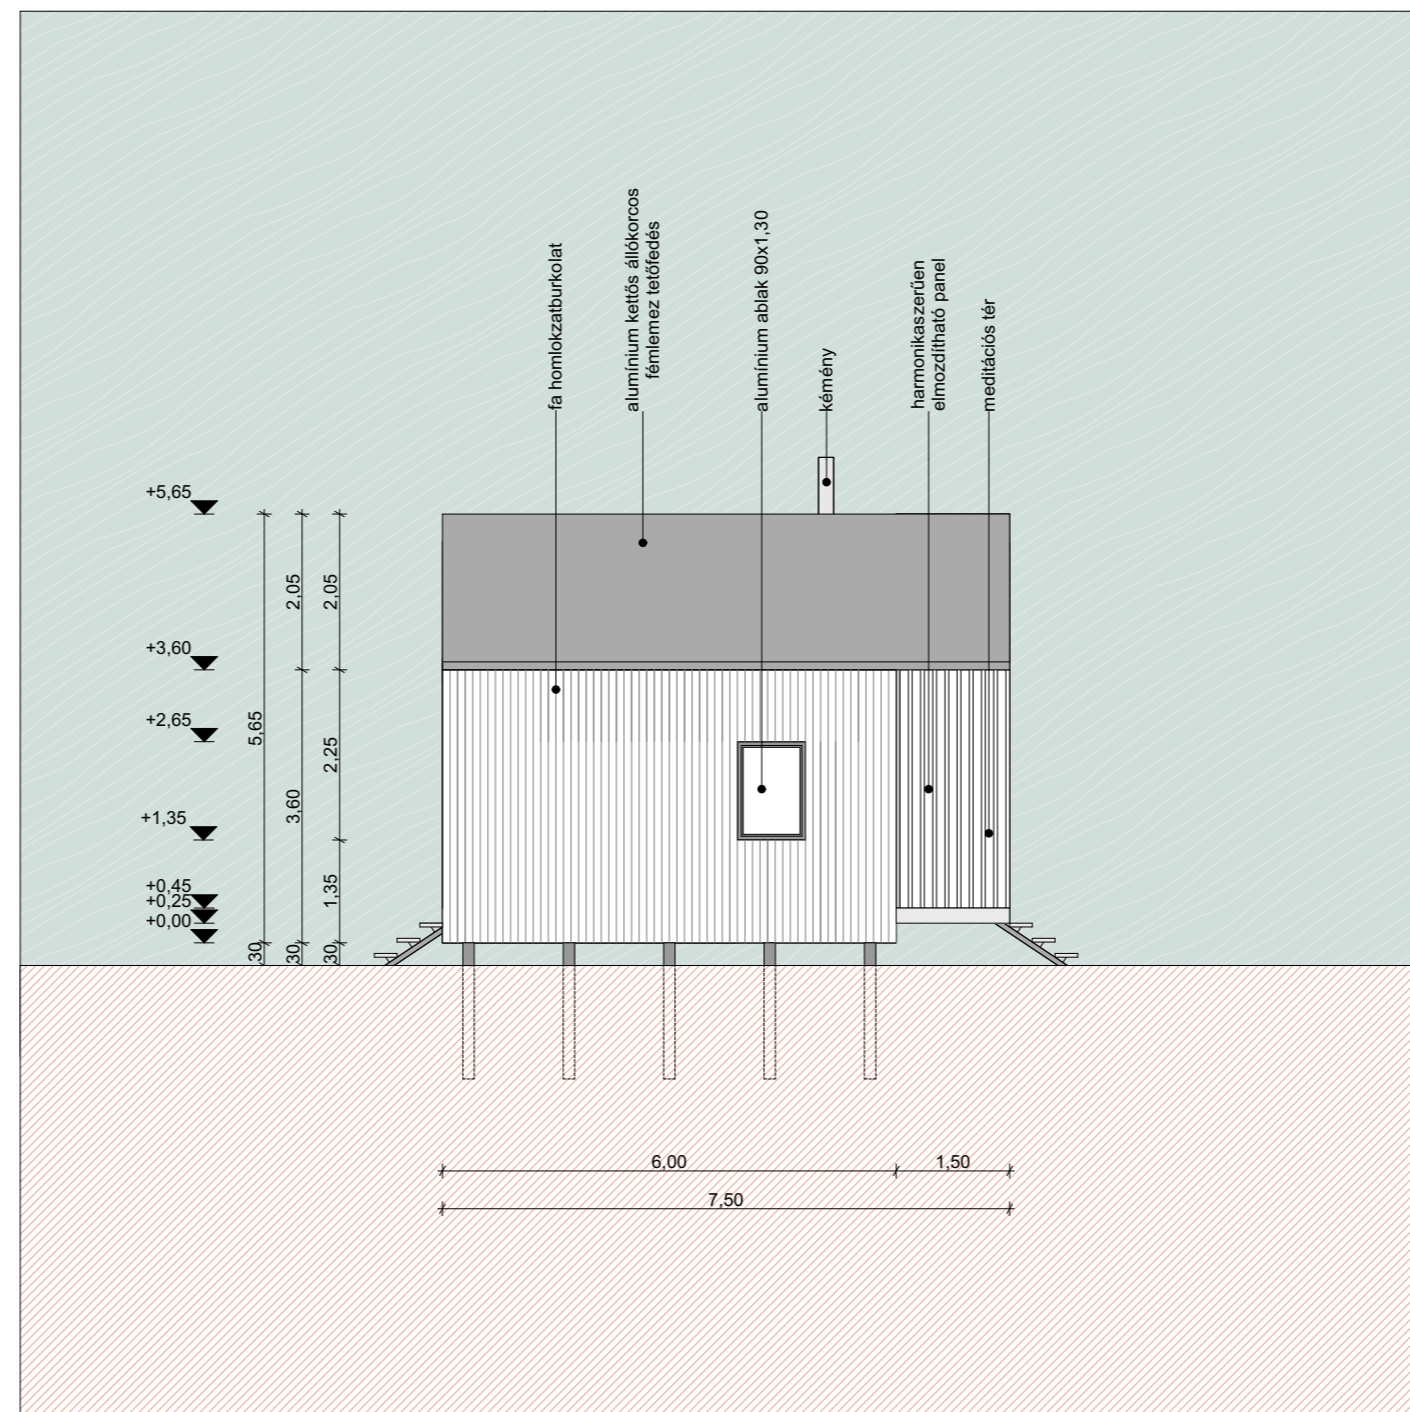 fa homlokzatburkolat
alumínium kettős állókorcos
fémlemez tetőfedés
alumínium ablak 90x1,30
kémény
harmonikaszerűen
elmozdítható panel
meditációs tér
+5,65
+3,60
+2,65
+1,35
+0,45
+0,25
+0,00
5,65
30
2,05
3,60
30
2,05
2,25
1,35
30
6,00
1,50
7,50